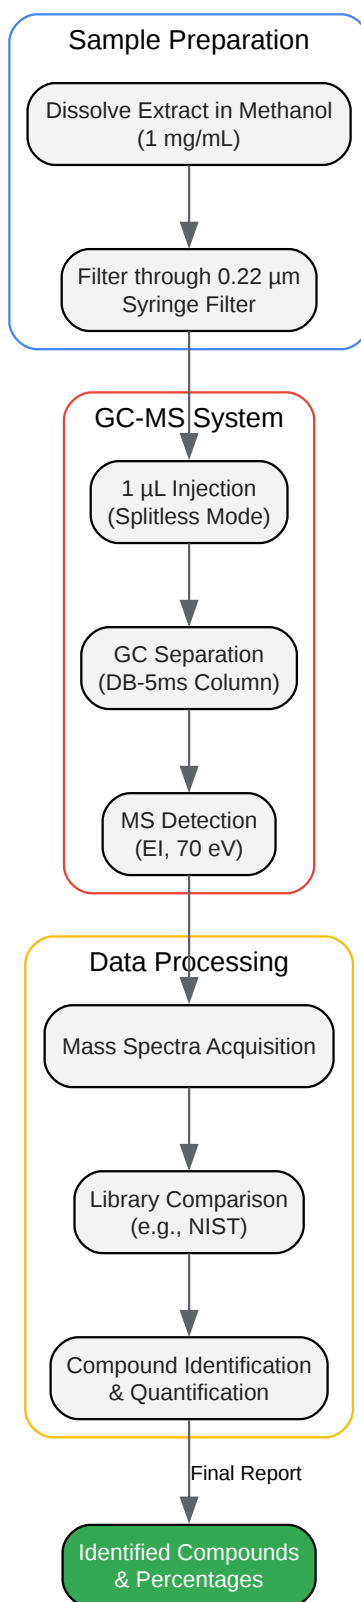 Sample Preparation
Dissolve Extract in Methanol
(1 mg/mL)
Filter through 0.22 µm
Syringe Filter
GC-MS System
1 µL Injection
(Splitless Mode)
GC Separation
(DB-5ms Column)
MS Detection
(EI, 70 eV)
Data Processing
Mass Spectra Acquisition
Library Comparison
(e.g., NIST)
Compound Identification
& Quantification
Final Report
Identified Compounds
& Percentages